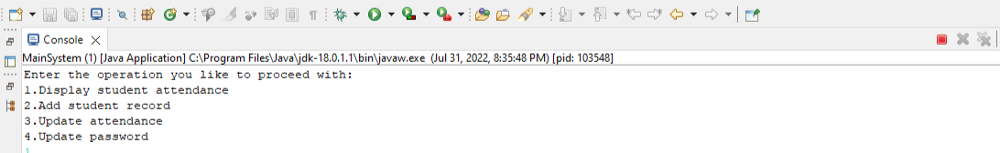 Console
MainSystem (1) [Java Application] C:\Program Files\Java\jdk-18.0.1.1\bin\javaw.exe (Jul 31, 2022, 8:35:48 PM) [pid: 103548]
Enter the operation you like to proceed with:
1.Display student attendance
2.Add student record
3.Update attendance
4.Update password